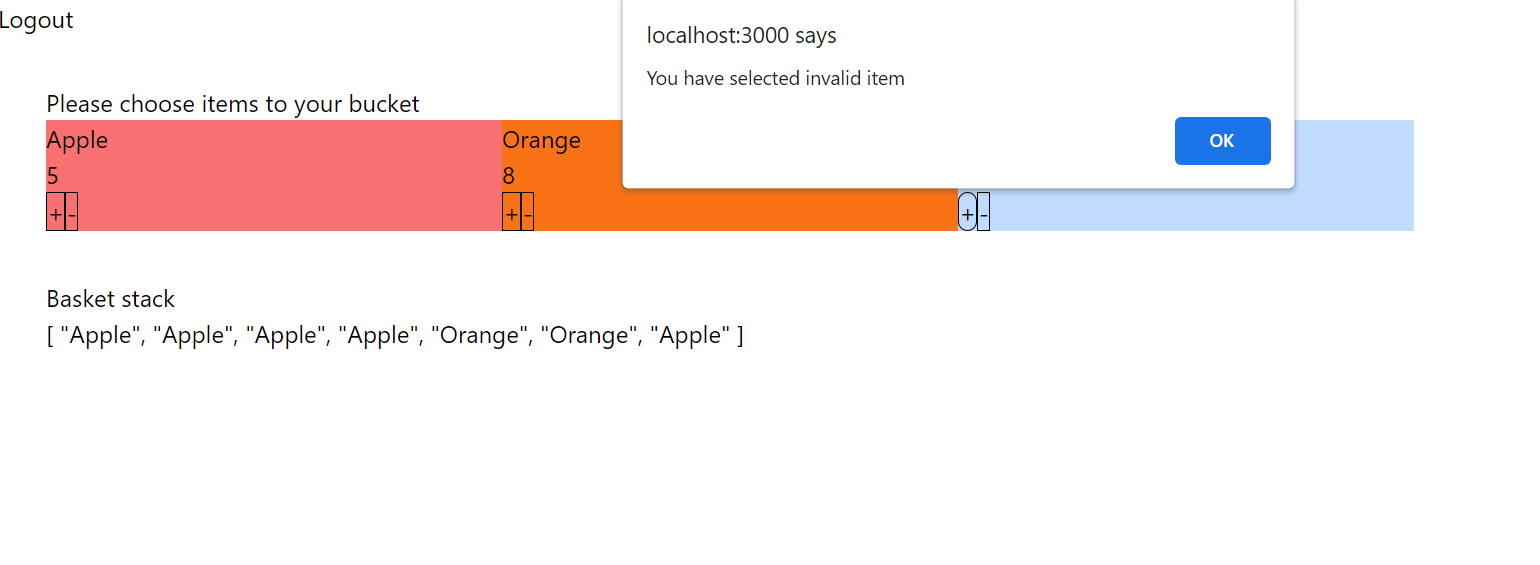 Logout
localhost:3000 says
You have selected invalid item
OK
Please choose items to your bucket
Apple
5
+ -
Orange
8
+ -
+ -
Basket stack
[ "Apple", "Apple", "Apple", "Apple", "Orange", "Orange", "Apple" ]